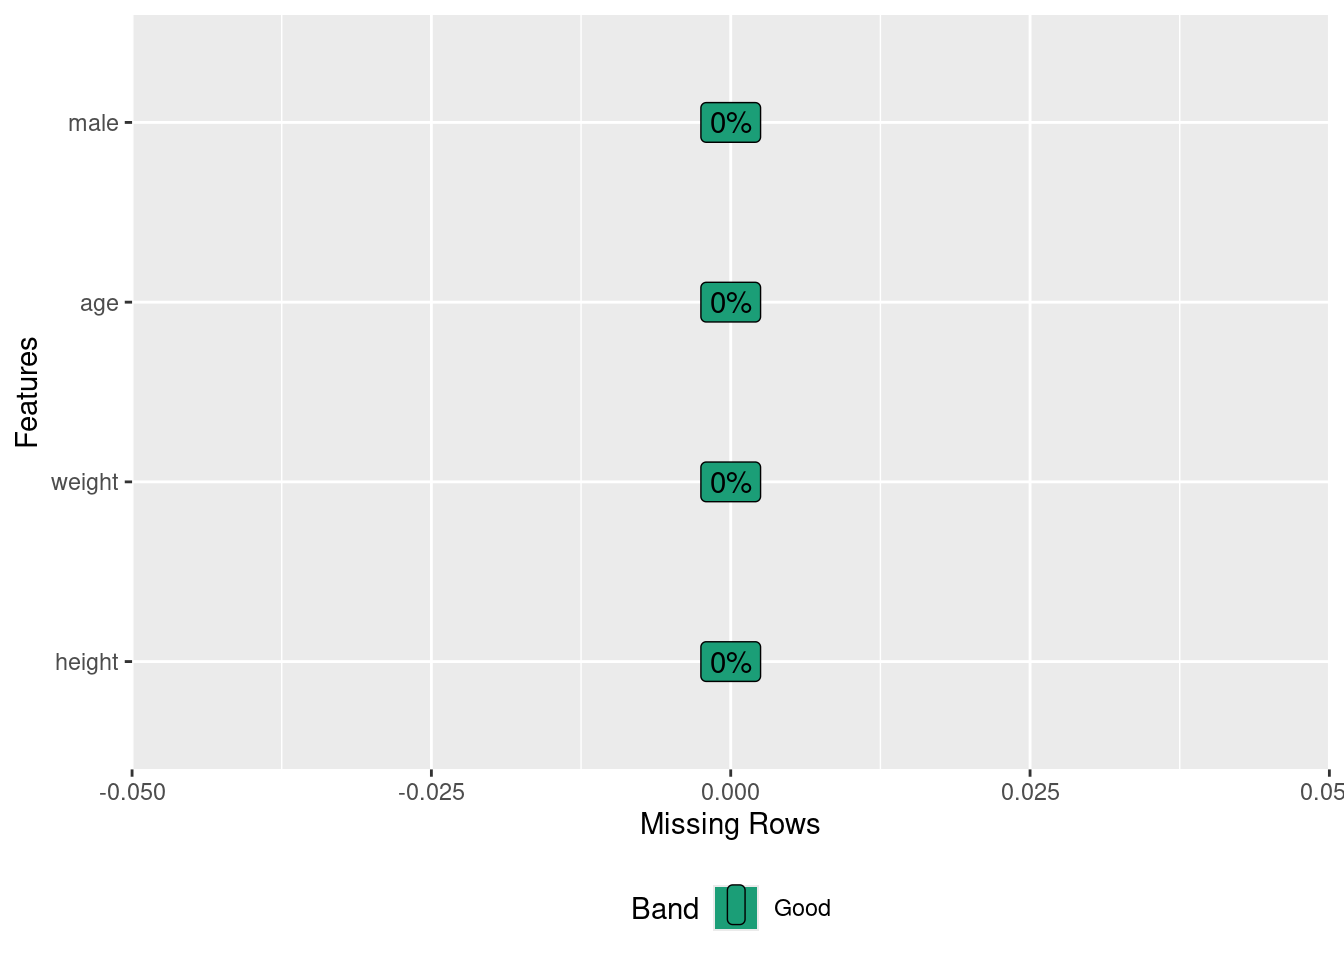 male
0%
age
0%
weight
0%
height
0%
Features
-0.050
-0.025
0.000
0.025
0.05
Missing Rows
Band
Good